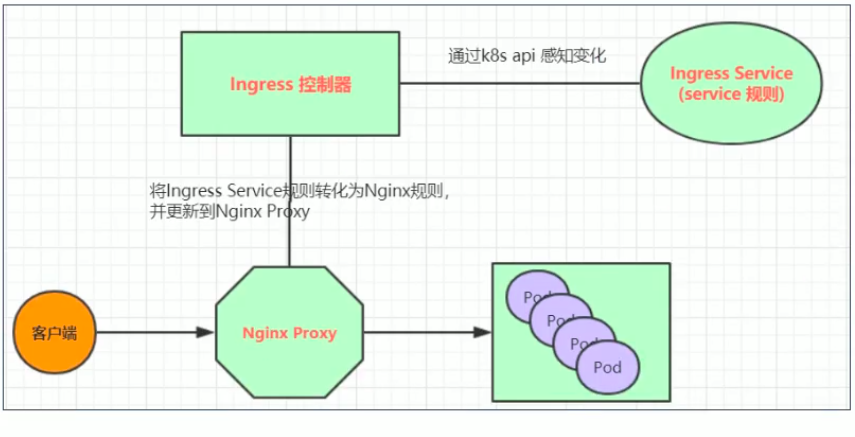 通过k8s api 感知变化
Ingress 控制器
Ingress Service
(service 规则)
将Ingress Service规则转化为Nginx规则，
并更新到Nginx Proxy
客户端
Nginx Proxy
Pod
Pod
Pod
Pod